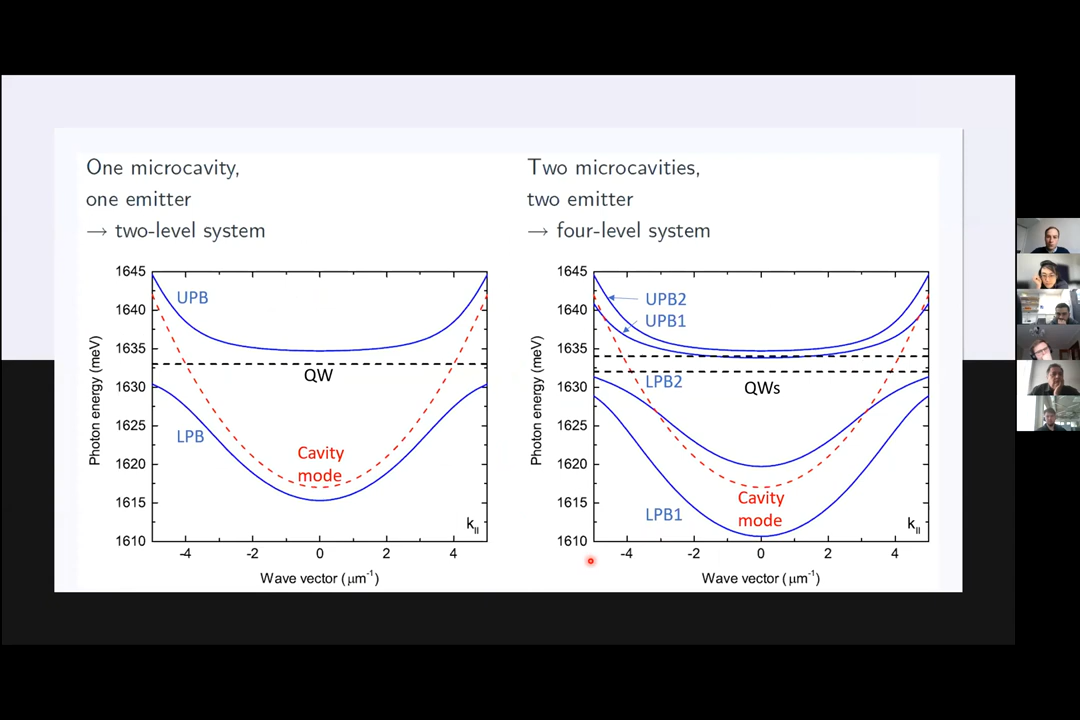 One microcavity,
one emitter
→ two-level system
1645
1640
1635
1630
1625
1620
1615
1610
Photon energy (meV)
UPB
QW
LPB
Cavity
mode
k||
-4 -2 0 2 4
Wave vector (μm-1)
Two microcavities,
two emitter
→ four-level system
1645
1640
1635
1630
1625
1620
1615
1610
Photon energy (meV)
UPB2
UPB1
LPB2
QWs
Cavity
mode
LPB1
k||
-4 -2 0 2 4
Wave vector (μm-1)